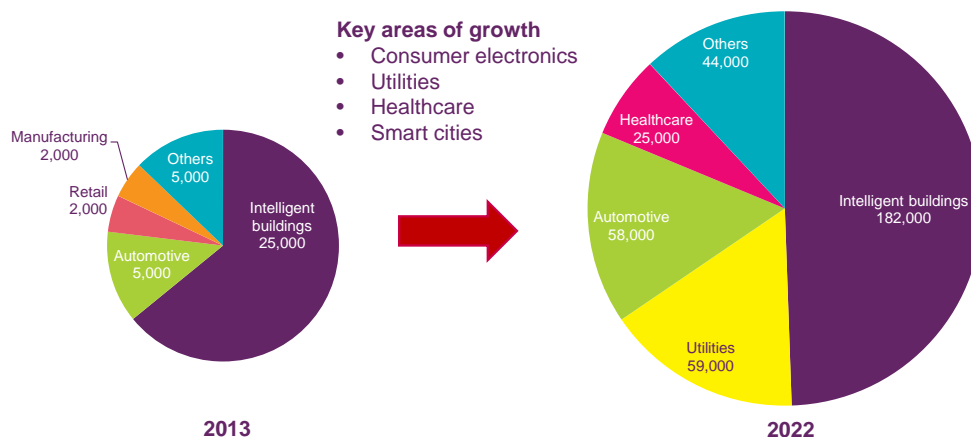 Key areas of growth
• Consumer electronics
• Utilities
• Healthcare
• Smart cities
Manufacturing
2,000
Others
5,000
Retail
2,000
Intelligent
buildings
25,000
Automotive
5,000
2013
Others
44,000
Healthcare
25,000
Intelligent buildings
182,000
Automotive
58,000
Utilities
59,000
2022